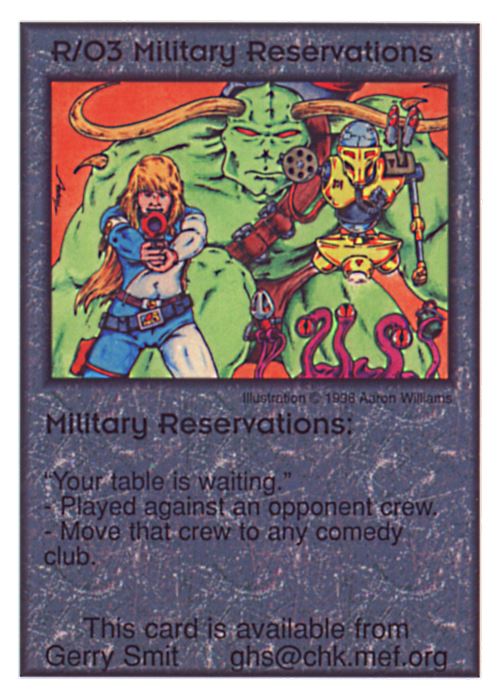 R/O3 Military Reservations
Illustration © 1998 Aaron Williams
Military Reservations:
“Your table is waiting.”
- Played against an opponent crew.
- Move that crew to any comedy
club.
This card is available from
Gerry Smit ghs@chk.mef.org